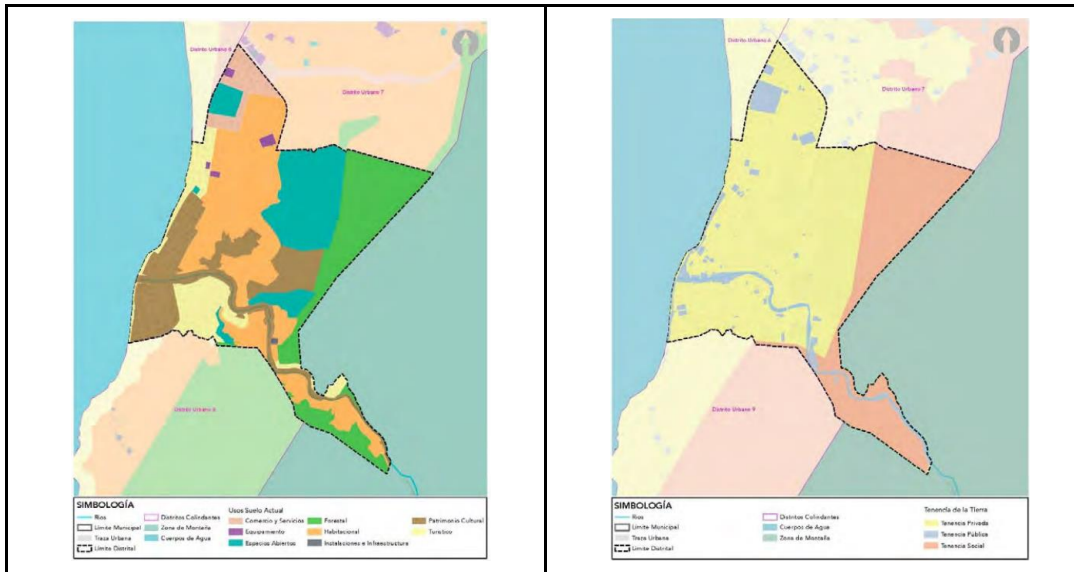 Distrito Urbano 6
Distrito Urbano 7
SIMBOLOGÍA
Ríos
Límite Municipal
Traza Urbana
Límite Distrital
Distritos Colindantes
Zona de Montaña
Cuerpos de Agua
Usos Suelo Actual
Comercio y Servicios
Equipamiento
Espacios Abiertos
Forestal
Habitacional
Instalaciones e Infraestructura
Patrimonio Cultural
Turístico
Distrito Urbano 6
Distrito Urbano 7
Distrito Urbano 9
SIMBOLOGÍA
Ríos
Límite Municipal
Traza Urbana
Límite Distrital
Distritos Colindantes
Cuerpos de Agua
Zona de Montaña
Tenencia de la Tierra
Tenencia Privada
Tenencia Pública
Tenencia Social